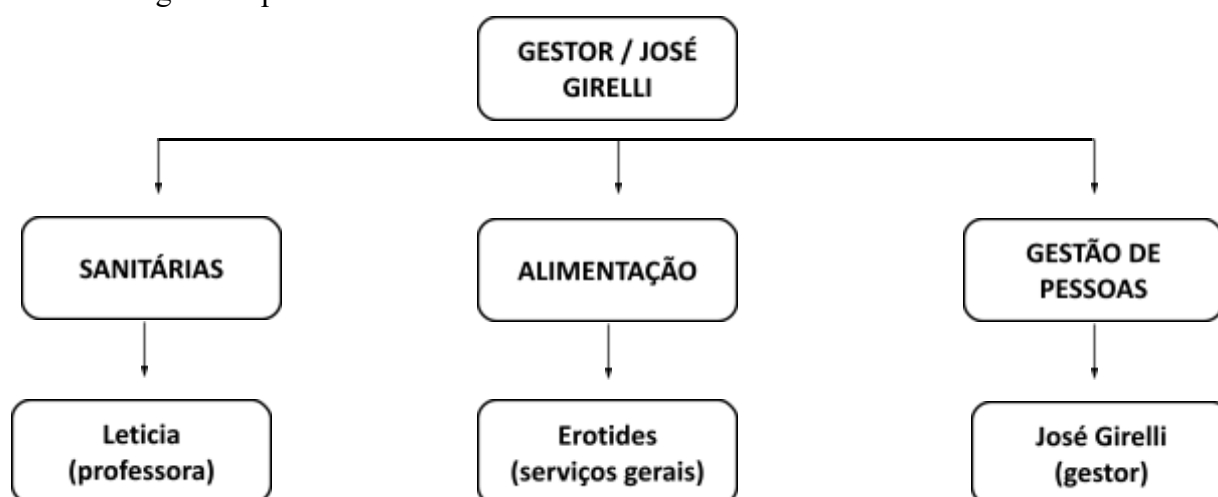 GESTOR / JOSÉ
GIRELLI
SANITÁRIAS
ALIMENTAÇÃO
GESTÃO DE
PESSOAS
Leticia
(professora)
Erotides
(serviços gerais)
José Girelli
(gestor)